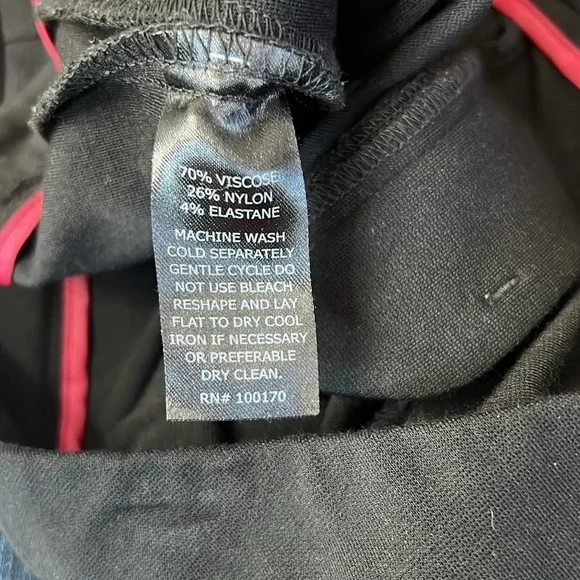 70% VISCOSE
26% NYLON
4% ELASTANE
MACHINE WASH
COLD SEPARATELY
GENTLE CYCLE DO
NOT USE BLEACH
RESHAPE AND LAY
FLAT TO DRY COOL
IRON IF NECESSARY
OR PREFERABLE
DRY CLEAN.
RN# 100170